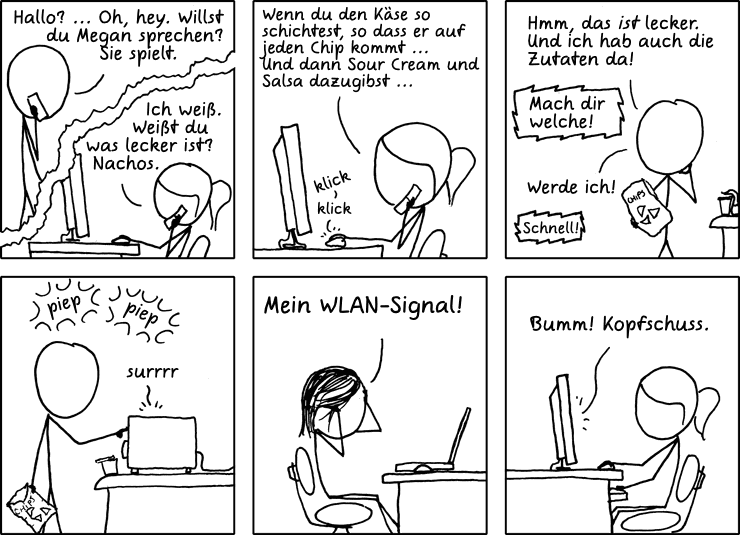 Hallo? ... Oh, hey. Willst
du Megan sprechen?
Sie spielt.
Ich weiß.
Weißt du
was lecker ist?
Nachos.
Wenn du den Käse so
schichtest, so dass er auf
jeden Chip kommt ...
Und dann Sour Cream und
Salsa dazugibst ...
klick
klick
Hmm, das ist lecker.
Und ich hab auch die
Zutaten da!
Mach dir
welche!
Werde ich!
CHIPS
Schnell!
piep
piep
surrrr
CHIPS
Mein WLAN-Signal!
Bumm! Kopfschuss.